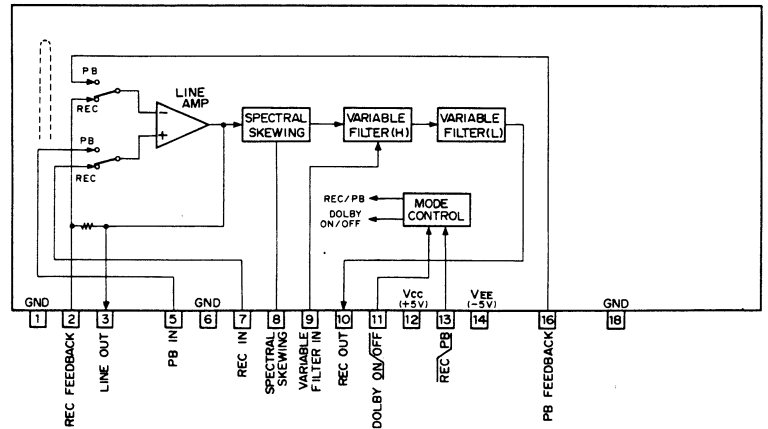 PB
REC
PB
REC
LINE
AMP
−
+
SPECTRAL
SKEWING
VARIABLE
FILTER(H)
VARIABLE
FILTER(L)
REC/PB
DOLBY
ON/OFF
MODE
CONTROL
GND
GND
VCC
(+5V)
VEE
(−5V)
GND
1
2
3
5
6
7
8
9
10
11
12
13
14
16
18
REC FEEDBACK
LINE OUT
PB IN
REC IN
SPECTRAL
SKEWING
VARIABLE
FILTER IN
REC OUT
DOLBY ON/OFF
REC/PB
PB FEEDBACK